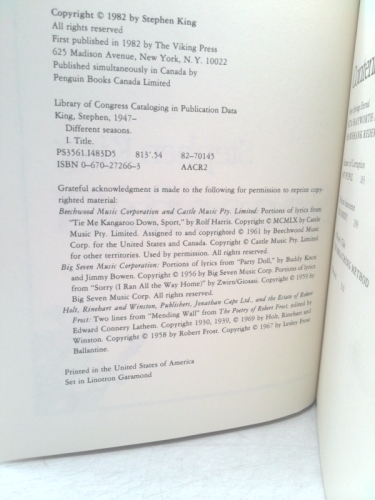 Copyright © 1982 by Stephen King
All rights reserved
First published in 1982 by The Viking Press
625 Madison Avenue, New York, N. Y. 10022
Published simultaneously in Canada by
Penguin Books Canada Limited
Library of Congress Cataloging in Publication Data
King, Stephen, 1947–
Different seasons.
I. Title.
PS3561.I483D5 813'.54 82-70145
ISBN 0-670-27266-3 AACR2
Grateful acknowledgment is made to the following for permission to reprint copy-
righted material:
Beechwood Music Corporation and Castle Music Pty. Limited: Portions of lyrics from
"Tie Me Kangaroo Down, Sport," by Rolf Harris. Copyright © MCMLX by Castle
Music Pty. Limited. Assigned to and copyrighted © 1961 by Beechwood Music
Corp. for the United States and Canada. Copyright © Castle Music Pty. Limited
for other territories. Used by permission. All rights reserved.
Big Seven Music Corporation: Portions of lyrics from "Party Doll," by Buddy Knox
and Jimmy Bowen. Copyright © 1956 by Big Seven Music Corp. Portions of lyrics
from "Sorry (I Ran All the Way Home)" by Zwirn/Giosasi. Copyright © 1959 by
Big Seven Music Corp. All rights reserved.
Holt, Rinehart and Winston, Publishers, Jonathan Cape Ltd., and the Estate of Robert
Frost: Two lines from "Mending Wall" from The Poetry of Robert Frost, edited by
Edward Connery Lathem. Copyright 1930, 1939, © 1969 by Holt, Rinehart and
Winston. Copyright © 1958 by Robert Frost. Copyright © 1967 by Lesley Frost
Ballantine.
Printed in the United States of America
Set in Linotron Garamond
METHOD